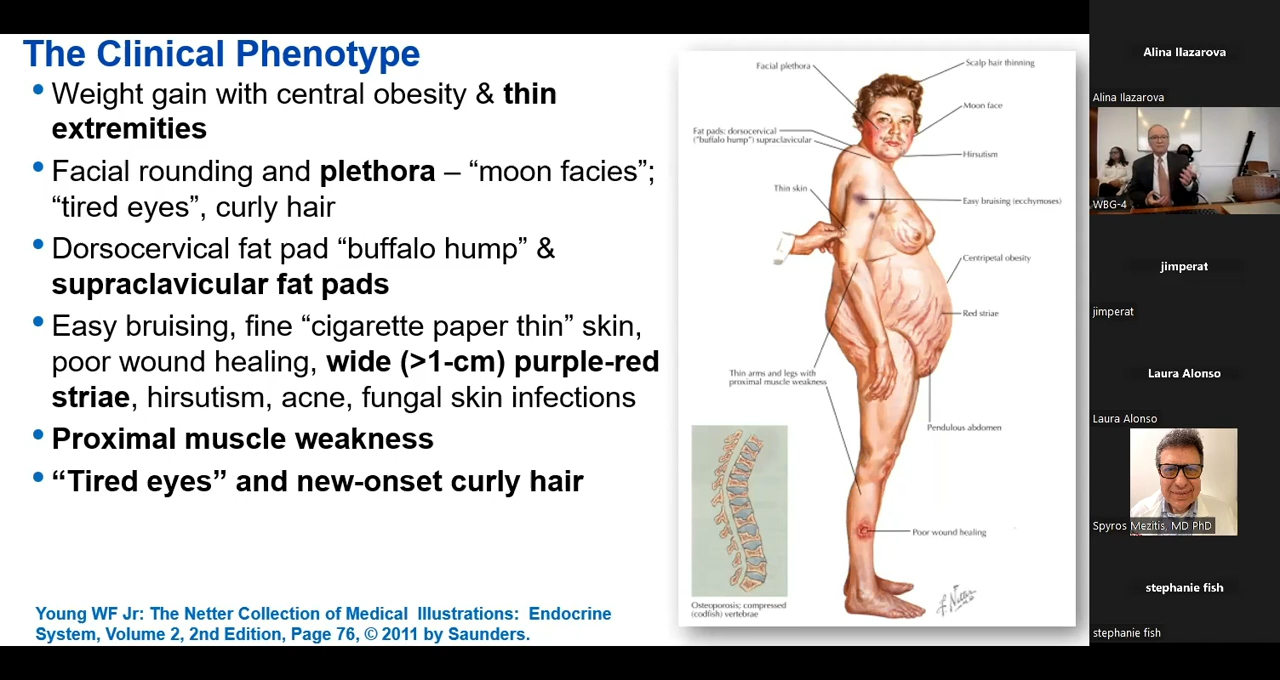 The Clinical Phenotype
• Weight gain with central obesity & thin
extremities
• Facial rounding and plethora – “moon facies”;
“tired eyes”, curly hair
• Dorsocervical fat pad “buffalo hump” &
supraclavicular fat pads
• Easy bruising, fine “cigarette paper thin” skin,
poor wound healing, wide (>1-cm) purple-red
striae, hirsutism, acne, fungal skin infections
• Proximal muscle weakness
• “Tired eyes” and new-onset curly hair
Young WF Jr: The Netter Collection of Medical Illustrations: Endocrine
System, Volume 2, 2nd Edition, Page 76, © 2011 by Saunders.
Facial plethora
Scalp hair thinning
Moon face
Fat pads: dorsocervical
("buffalo hump") supraclavicular
Hirsutism
Thin skin
Easy bruising (ecchymoses)
Centripetal obesity
Red striae
Thin arms and legs with
proximal muscle weakness
Pendulous abdomen
Poor wound healing
Osteoporosis; compressed
(codfish) vertebrae
F. Netter
Alina Ilazarova
Alina Ilazarova
WBG-4
jimperat
jimperat
Laura Alonso
Laura Alonso
Spyros Mezitis, MD PhD
stephanie fish
stephanie fish